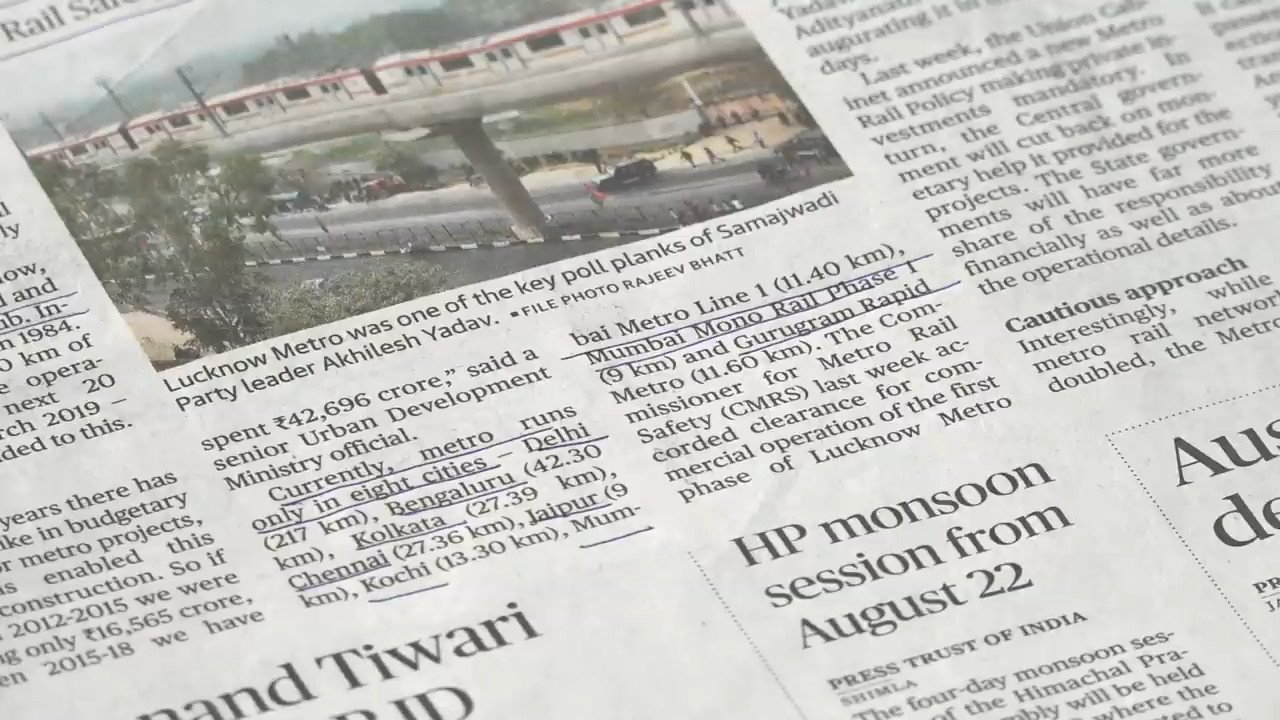 Rail Safe
Lucknow Metro was one of the key poll planks of Samajwadi
Party leader Akhilesh Yadav. ▪FILE PHOTO RAJEEV BHATT
and
In-
n 1984.
0 km of
e opera-
next 20
rch 2019 –
ded to this.
years there has
ike in budgetary
r metro projects,
s enabled this
construction. So if
2012-2015 we were
g only ₹16,565 crore,
en 2015-18 we have
spent ₹42,696 crore,” said a
senior Urban Development
Ministry official.
Currently, metro runs
only in eight cities – Delhi
(217 km), Bengaluru (42.30
km), Kolkata (27.39 km),
Chennai (27.36 km), Jaipur (9
km), Kochi (13.30 km), Mum-
bai Metro Line 1 (11.40 km),
Mumbai Mono Rail Phase 1
(9 km) and Gurugram Rapid
Metro (11.60 km). The Com-
missioner for Metro Rail
Safety (CMRS) last week ac-
corded clearance for com-
mercial operation of the first
phase of Lucknow Metro
Adityanath
augurating it in
days.
Last week, the Union Cab-
inet announced a new Metro
Rail Policy making private in-
vestments mandatory. In
turn, the Central govern-
ment will cut back on mon-
etary help it provided for the
projects. The State govern-
ments will have far more
share of the responsibility
financially as well as about
the operational details.
Cautious approach
Interestingly, while
metro rail networ
doubled, the Metro
nand Tiwari
RJD
HP monsoon
session from
August 22
PRESS TRUST OF INDIA
SHIMLA
The four-day monsoon ses-
of the Himachal Pra-
mbly will be held
where the
to
Aus
de
PR